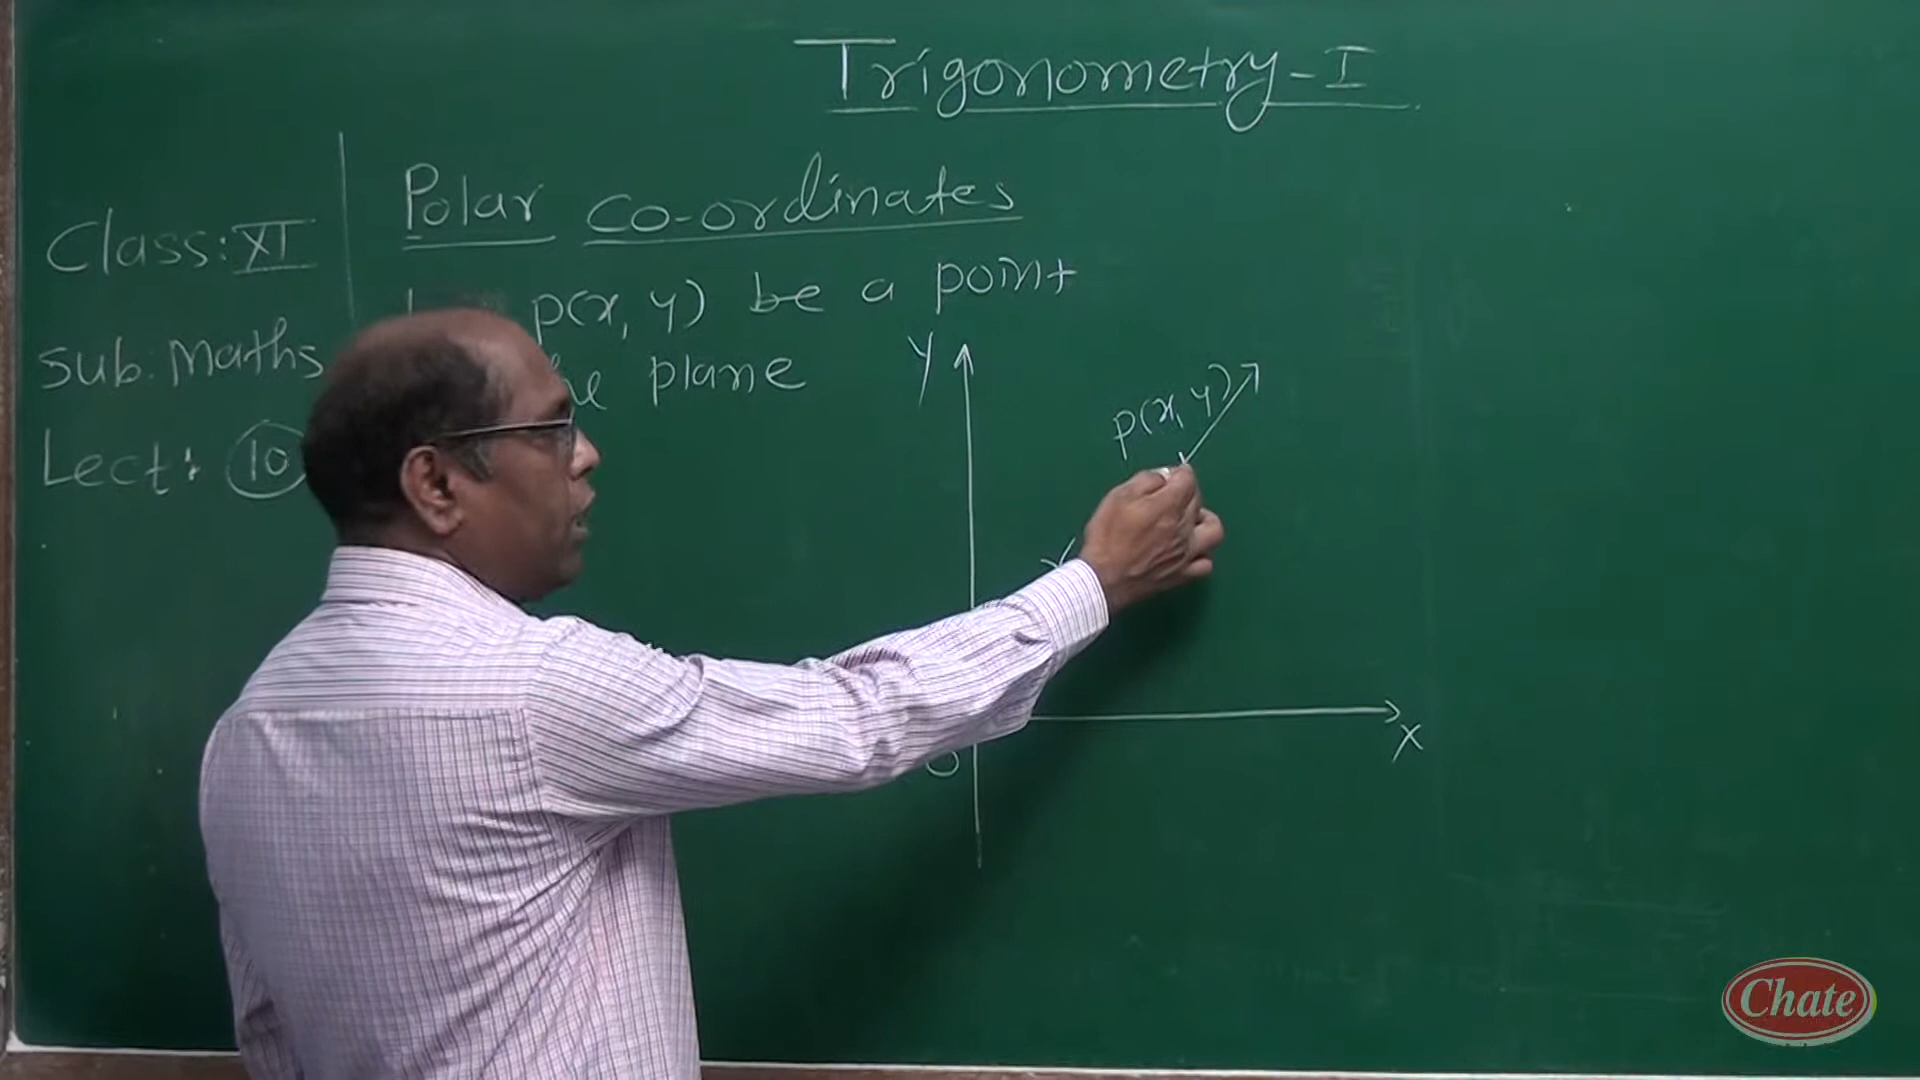 Trigonometry - I
Class: XI
Sub: Maths
Lect: 10
Polar co-ordinates
p(x, y) be a point
plane
Y
p(x, y)
X
O
Chate